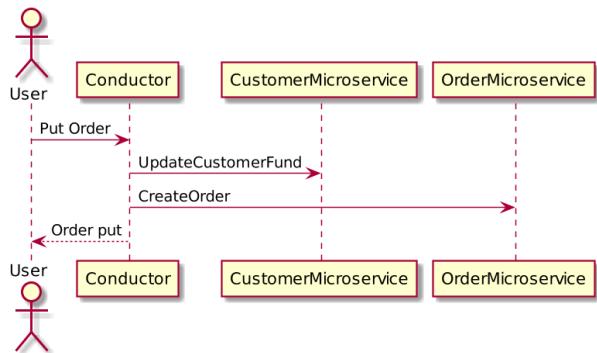 User
Conductor
CustomerMicroservice
OrderMicroservice
Put Order
UpdateCustomerFund
CreateOrder
Order put
User
Conductor
CustomerMicroservice
OrderMicroservice